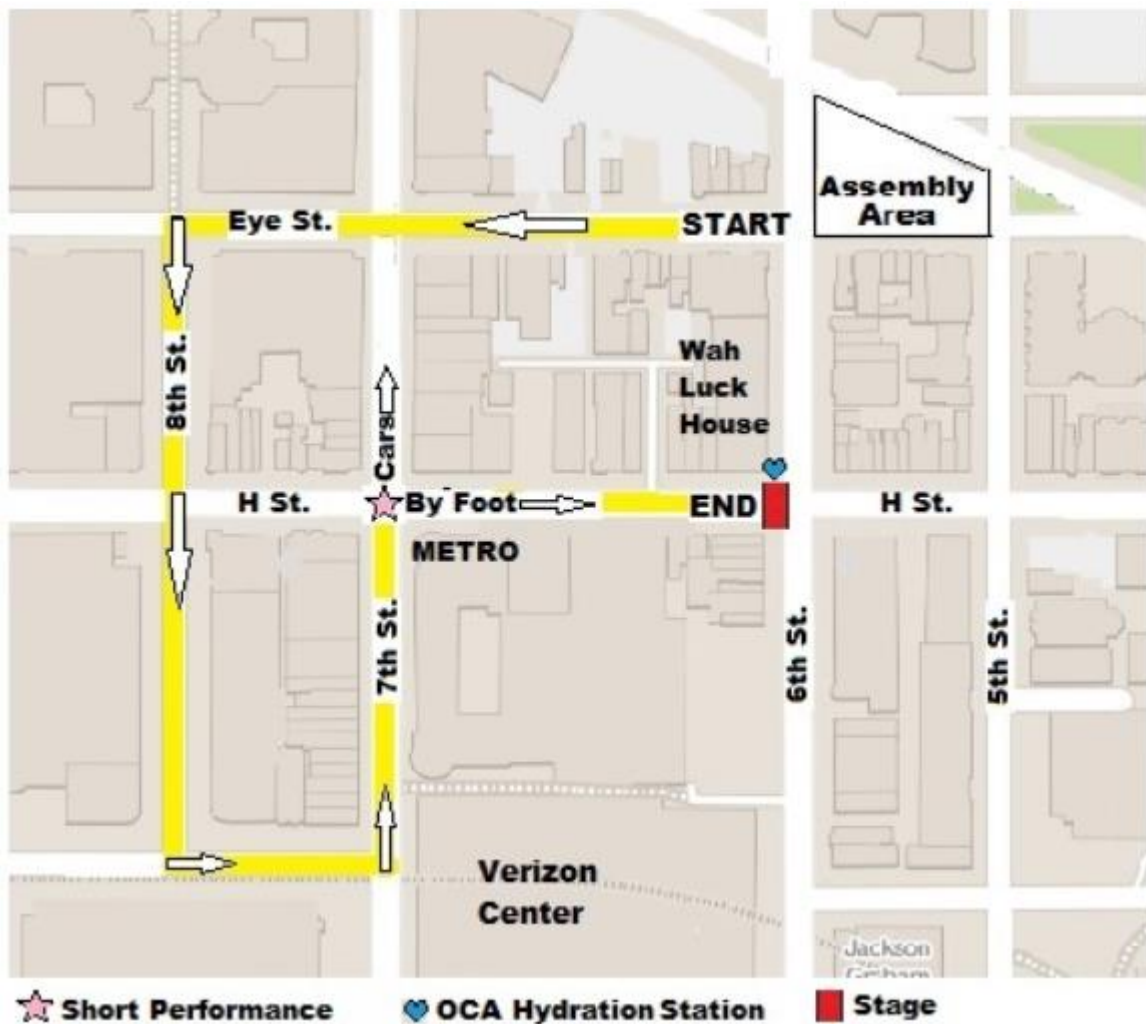 Assembly
Area
Eye St.
START
8th St.
Wah
Luck
House
Cars
H St.
By Foot
END
H St.
METRO
7th St.
6th St.
5th St.
Verizon
Center
Jackson
Graham
Short Performance
OCA Hydration Station
Stage